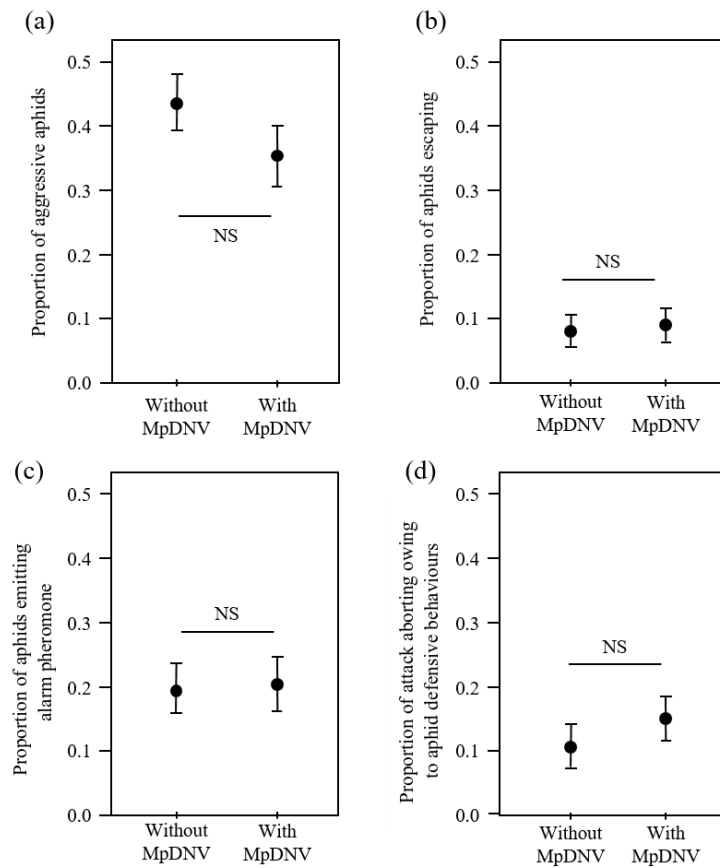 (a)
Proportion of aggressive aphids
0.5
0.4
0.3
0.2
0.1
0.0
NS
Without
MpDNV
With
MpDNV
(b)
Proportion of aphids escaping
0.5
0.4
0.3
0.2
0.1
0.0
NS
Without
MpDNV
With
MpDNV
(c)
Proportion of aphids emitting
alarm pheromone
0.5
0.4
0.3
0.2
0.1
0.0
NS
Without
MpDNV
With
MpDNV
(d)
Proportion of attack aborting owing
to aphid defensive behaviours
0.5
0.4
0.3
0.2
0.1
0.0
NS
Without
MpDNV
With
MpDNV